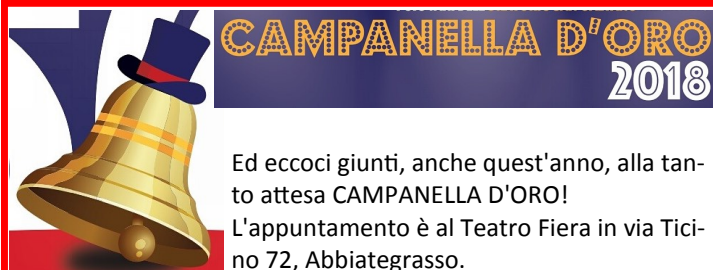 CAMPANELLA D'ORO
2018
Ed eccoci giunti, anche quest'anno, alla tan-
to attesa CAMPANELLA D'ORO!
L'appuntamento è al Teatro Fiera in via Tici-
no 72, Abbiategrasso.